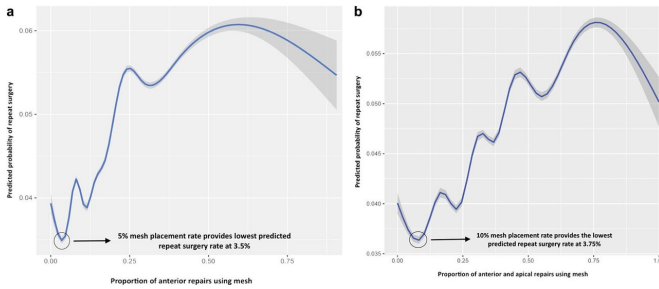 a
Predicted probability of repeat surgery
0.06
0.05
0.04
5% mesh placement rate provides lowest predicted
repeat surgery rate at 3.5%
0.00
0.25
0.50
0.75
Proportion of anterior repairs using mesh
b
Predicted probability of repeat surgery
0.055
0.050
0.045
0.040
0.035
10% mesh placement rate provides the lowest
predicted repeat surgery rate at 3.75%
0.00
0.25
0.50
0.75
Proportion of anterior and apical repairs using mesh